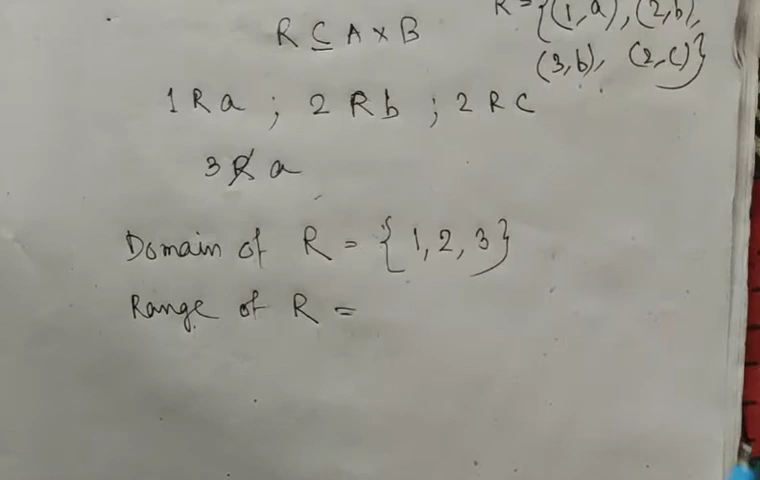 R ⊆ A × B
R = {(1,a), (2,b),
(3,b), (2,c)}
1 R a ; 2 R b ; 2 R c
3 R̸ a
Domain of R = {1, 2, 3}
Range of R =